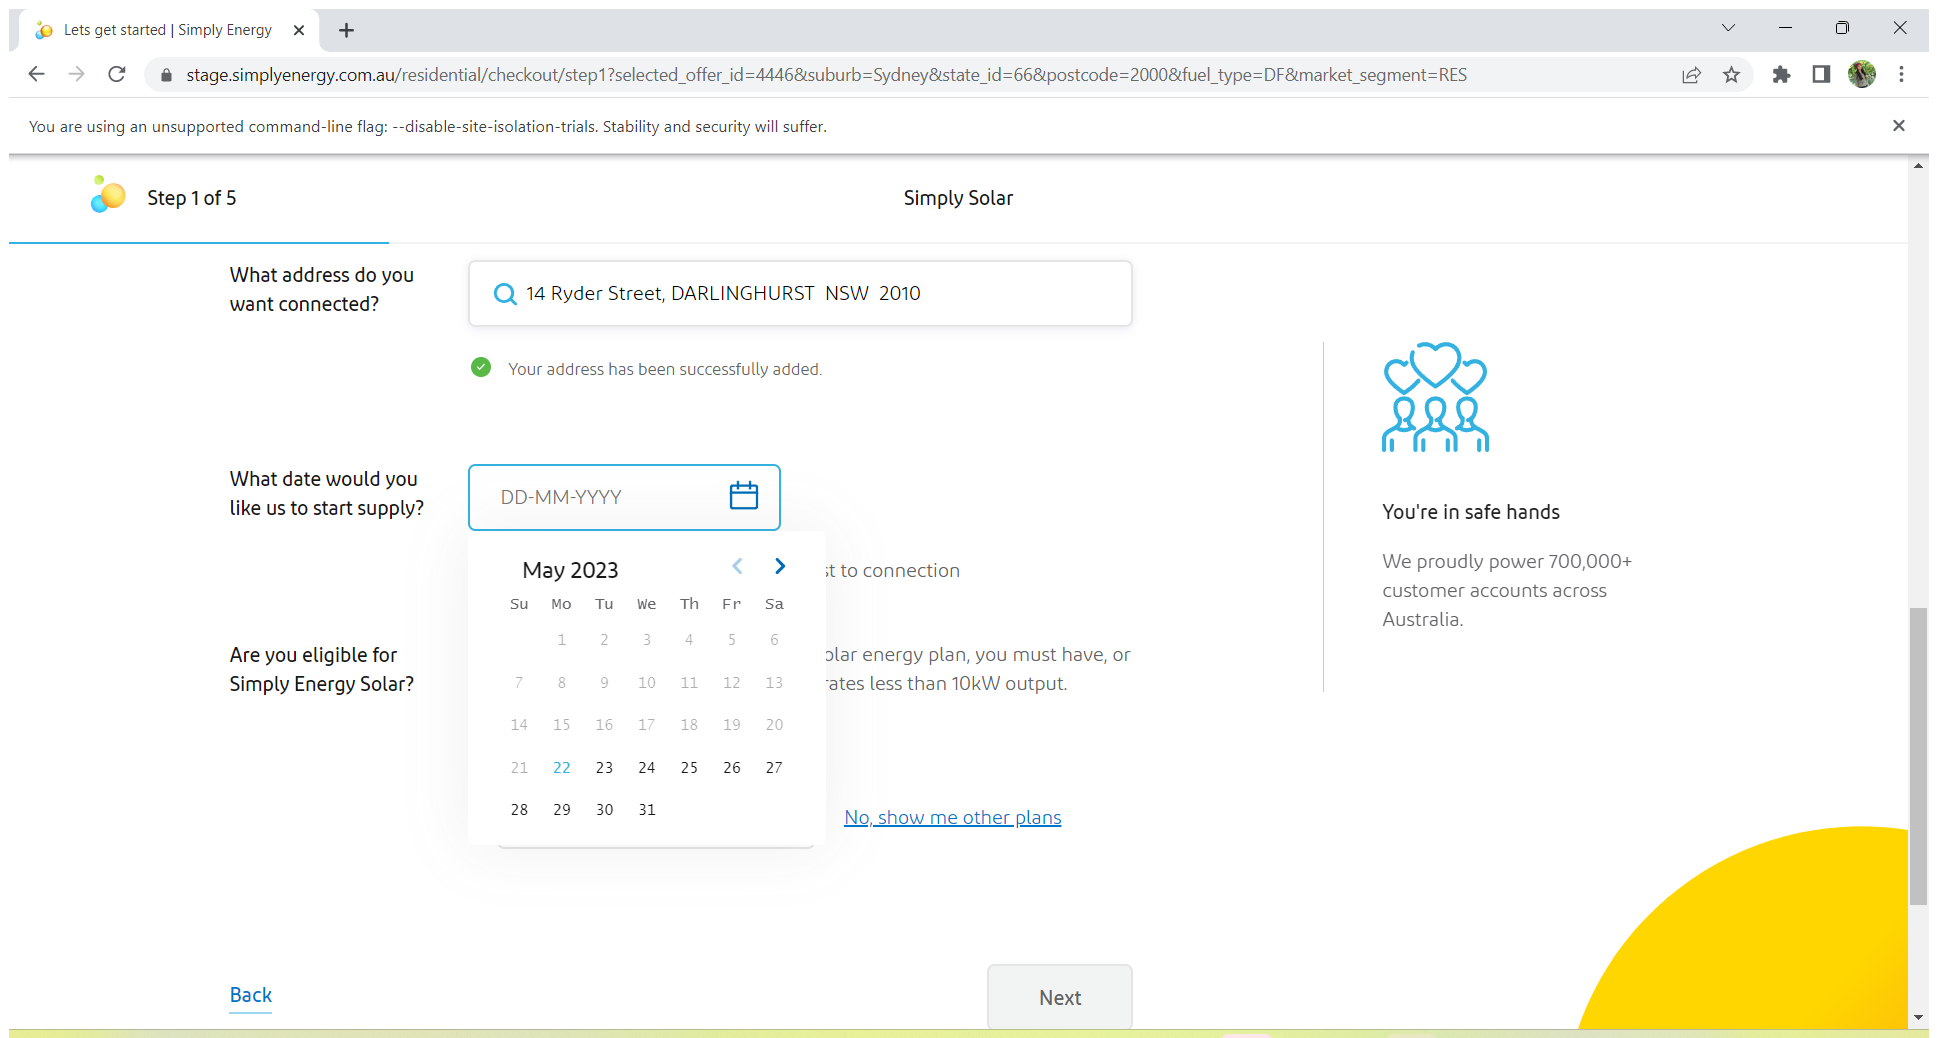 Lets get started | Simply Energy
stage.simplyenergy.com.au/residential/checkout/step1?selected_offer_id=4446&suburb=Sydney&state_id=66&postcode=2000&fuel_type=DF&market_segment=RES
You are using an unsupported command-line flag: --disable-site-isolation-trials. Stability and security will suffer.
Step 1 of 5
Simply Solar
What address do you
want connected?
14 Ryder Street, DARLINGHURST NSW 2010
Your address has been successfully added.
What date would you
like us to start supply?
DD-MM-YYYY
May 2023
Su Mo Tu We Th Fr Sa
1 2 3 4 5 6
7 8 9 10 11 12 13
14 15 16 17 18 19 20
21 22 23 24 25 26 27
28 29 30 31
to connection
Are you eligible for
Simply Energy Solar?
energy plan, you must have, or
less than 10kW output.
No, show me other plans
You're in safe hands
We proudly power 700,000+
customer accounts across
Australia.
Back
Next